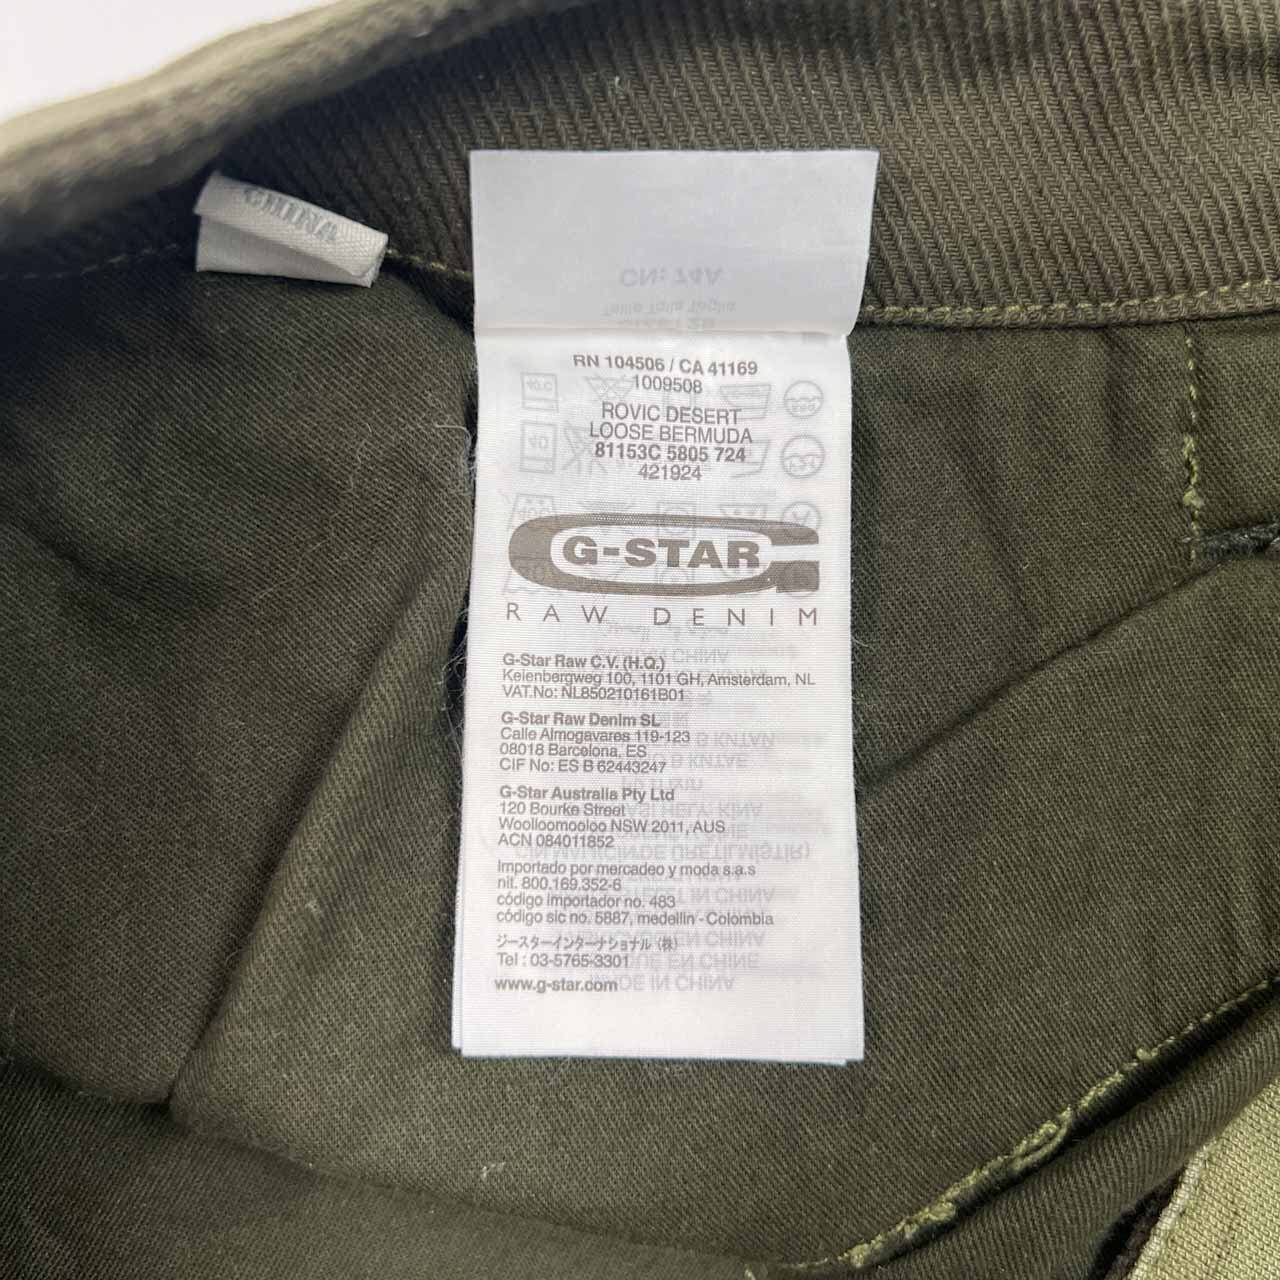 CHINA
RN 104506 / CA 41169
1009508
ROVIC DESERT
LOOSE BERMUDA
81153C 5805 724
421924
G-STAR
RAW DENIM
G-Star Raw C.V. (H.Q.)
Keienbergweg 100, 1101 GH, Amsterdam, NL
VAT.No: NL850210161B01
G-Star Raw Denim SL
Calle Almogavares 119-123
08018 Barcelona, ES
CIF No: ES B 62443247
G-Star Australia Pty Ltd
120 Bourke Street
Woolloomooloo NSW 2011, AUS
ACN 084011852
Importado por mercadeo y moda s.a.s
nit. 800.169.352-6
código importador no. 483
código sic no. 5887, medellin - Colombia
ジースターインターナショナル (株)
Tel : 03-5765-3301
www.g-star.com